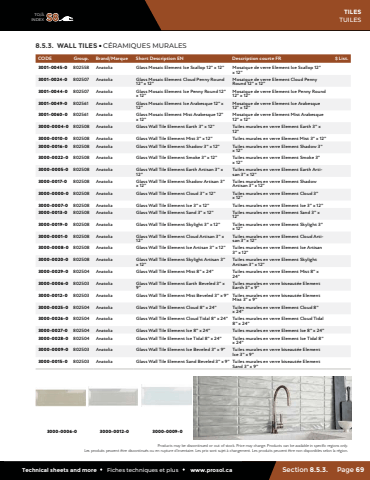 TOLL
INDEX
50
TILES
TUILES
8.5.3. WALL TILES • CÉRAMIQUES MURALES
CODE Group. Brand/Marque Short Description EN Description courte FR $ List.
3001-0045-0 802558 Anatolia Glass Mosaic Element Ice Scallop 12" x 12" Mosaique de verre Element Ice Scallop 12"
x 12"
3001-0024-0 802507 Anatolia Glass Mosaic Element Cloud Penny Round Mosaique de verre Element Cloud Penny
12" x 12" Round 12" x 12"
3001-0044-0 802507 Anatolia Glass Mosaic Element Ice Penny Round 12" Mosaique de verre Element Ice Penny Round
x 12" 12" x 12"
3001-0049-0 802561 Anatolia Glass Mosaic Element Ice Arabesque 12" x Mosaique de verre Element Ice Arabesque
12" 12" x 12"
3001-0060-0 802561 Anatolia Glass Mosaic Element Mist Arabesque 12" Mosaique de verre Element Mist Arabesque
x 12" 12" x 12"
3000-0004-0 802508 Anatolia Glass Wall Tile Element Earth 3" x 12" Tuiles murales en verre Element Earth 3" x
12"
3000-0010-0 802508 Anatolia Glass Wall Tile Element Mist 3" x 12" Tuiles murales en verre Element Mist 3" x 12"
3000-0016-0 802508 Anatolia Glass Wall Tile Element Shadow 3" x 12" Tuiles murales en verre Element Shadow 3"
x 12"
3000-0022-0 802508 Anatolia Glass Wall Tile Element Smoke 3" x 12" Tuiles murales en verre Element Smoke 3"
x 12"
3000-0005-0 802508 Anatolia Glass Wall Tile Element Earth Artisan 3" x Tuiles murales en verre Element Earth Arti-
12" san 3" x 12"
3000-0017-0 802508 Anatolia Glass Wall Tile Element Shadow Artisan 3" Tuiles murales en verre Element Shadow
x 12" Artisan 3" x 12"
3000-0000-0 802508 Anatolia Glass Wall Tile Element Cloud 3" x 12" Tuiles murales en verre Element Cloud 3"
x 12"
3000-0007-0 802508 Anatolia Glass Wall Tile Element Ice 3" x 12" Tuiles murales en verre Element Ice 3" x 12"
3000-0013-0 802508 Anatolia Glass Wall Tile Element Sand 3" x 12" Tuiles murales en verre Element Sand 3" x
12"
3000-0019-0 802508 Anatolia Glass Wall Tile Element Skylight 3" x 12" Tuiles murales en verre Element Skylight 3"
x 12"
3000-0001-0 802508 Anatolia Glass Wall Tile Element Cloud Artisan 3" x Tuiles murales en verre Element Cloud Arti-
12" san 3" x 12"
3000-0008-0 802508 Anatolia Glass Wall Tile Element Ice Artisan 3" x 12" Tuiles murales en verre Element Ice Artisan
3" x 12"
3000-0020-0 802508 Anatolia Glass Wall Tile Element Skylight Artisan 3" Tuiles murales en verre Element Skylight
x 12" Artisan 3" x 12"
3000-0029-0 802504 Anatolia Glass Wall Tile Element Mist 8" x 24" Tuiles murales en verre Element Mist 8" x
24"
3000-0006-0 802503 Anatolia Glass Wall Tile Element Earth Beveled 3" x Tuiles murales en verre biseautée Element
9" Earth 3" x 9"
3000-0012-0 802503 Anatolia Glass Wall Tile Element Mist Beveled 3" x 9" Tuiles murales en verre biseautée Element
Mist 3" x 9"
3000-0025-0 802504 Anatolia Glass Wall Tile Element Cloud 8" x 24" Tuiles murales en verre Element Cloud 8"
x 24"
3000-0026-0 802504 Anatolia Glass Wall Tile Element Cloud Tidal 8" x 24" Tuiles murales en verre Element Cloud Tidal
8" x 24"
3000-0027-0 802504 Anatolia Glass Wall Tile Element Ice 8" x 24" Tuiles murales en verre Element Ice 8" x 24"
3000-0028-0 802504 Anatolia Glass Wall Tile Element Ice Tidal 8" x 24" Tuiles murales en verre Element Ice Tidal 8"
x 24"
3000-0009-0 802503 Anatolia Glass Wall Tile Element Ice Beveled 3" x 9" Tuiles murales en verre biseautée Element
Ice 3" x 9"
3000-0015-0 802503 Anatolia Glass Wall Tile Element Sand Beveled 3" x 9" Tuiles murales en verre biseautée Element
Sand 3" x 9"
3000-0006-0 3000-0012-0 3000-0009-0
Products may be discontinued or out of stock. Price may change. Products can be available in specific regions only.
Les produits peuvent être discontinués ou en rupture d'inventaire. Les prix sont sujet à changement. Les produits peuvent être non disponibles selon la région.
Technical sheets and more • Fiches techniques et plus • www.prosol.ca Section 8.5.3. Page 69